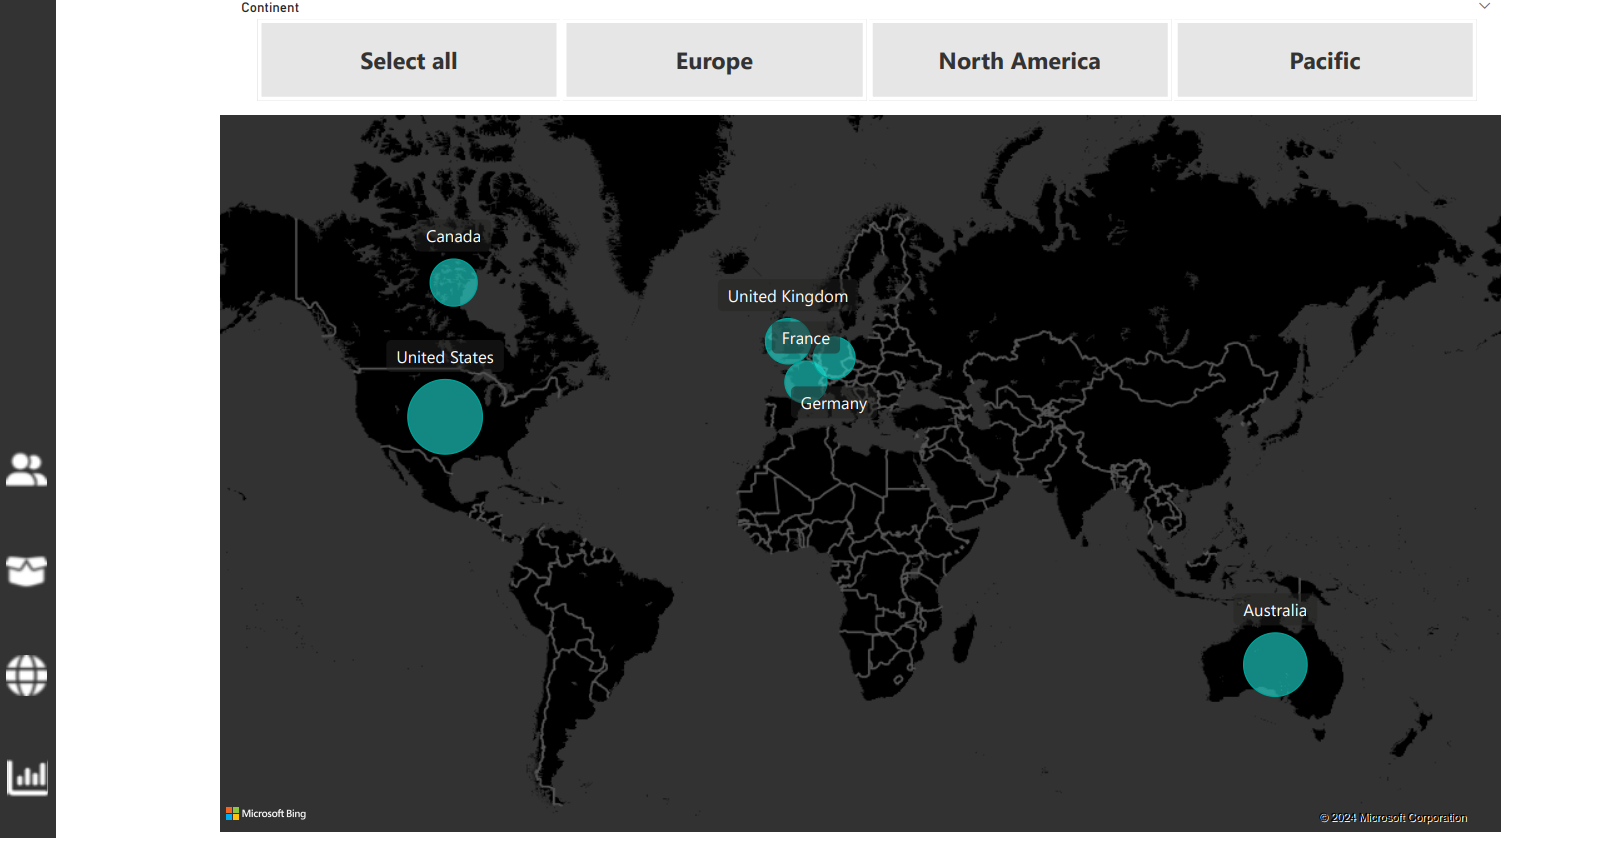 Continent
Select all
Europe
North America
Pacific
Canada
United Kingdom
France
United States
Germany
Australia
Microsoft Bing
© 2024 Microsoft Corporation